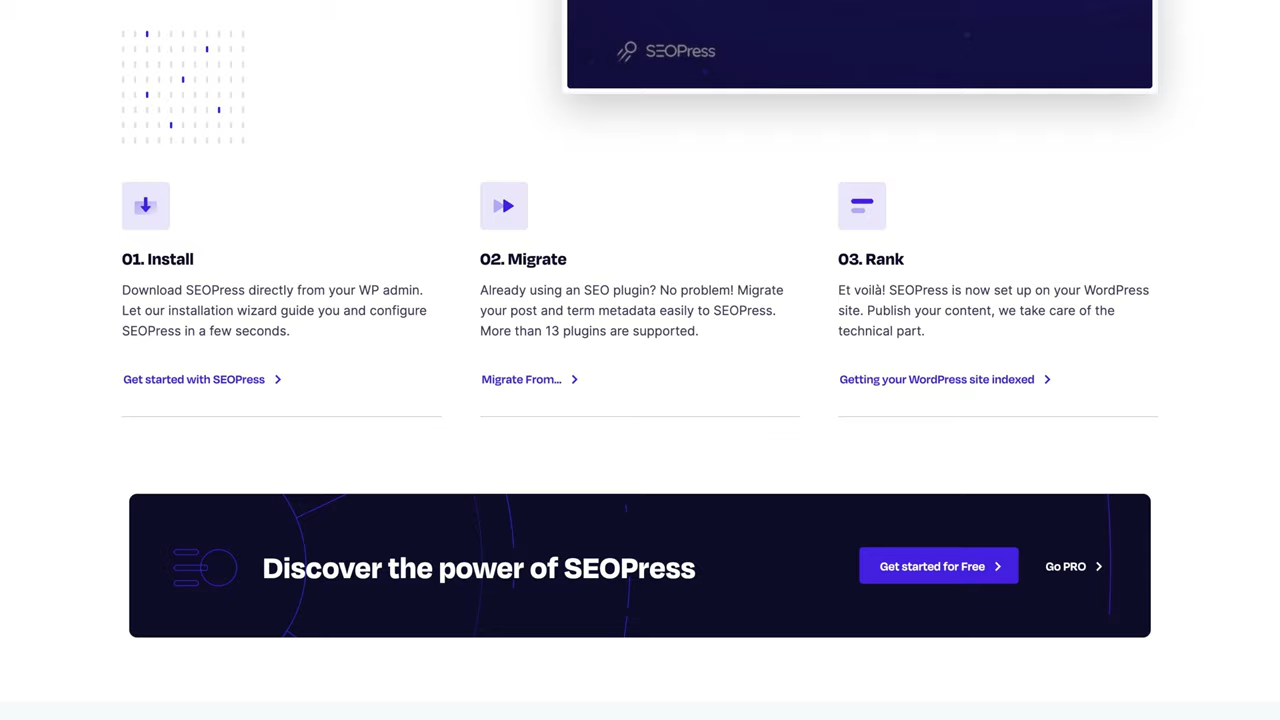 SEOPress
01. Install
Download SEOPress directly from your WP admin.
Let our installation wizard guide you and configure
SEOPress in a few seconds.
Get started with SEOPress
02. Migrate
Already using an SEO plugin? No problem! Migrate
your post and term metadata easily to SEOPress.
More than 13 plugins are supported.
Migrate From...
03. Rank
Et voilà! SEOPress is now set up on your WordPress
site. Publish your content, we take care of the
technical part.
Getting your WordPress site indexed
Discover the power of SEOPress
Get started for Free
Go PRO